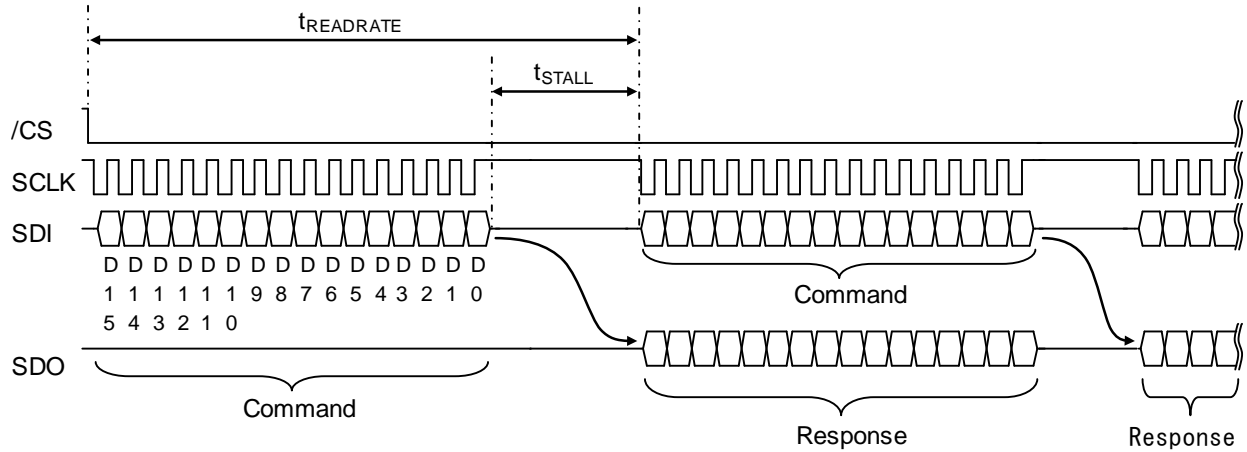 tREADRATE
tSTALL
/CS
SCLK
SDI
D D D D D D D D D D D D D D D D
1 1 1 1 1 1 9 8 7 6 5 4 3 2 1 0
5 4 3 2 1 0
Command
SDO
Command
Response
Response